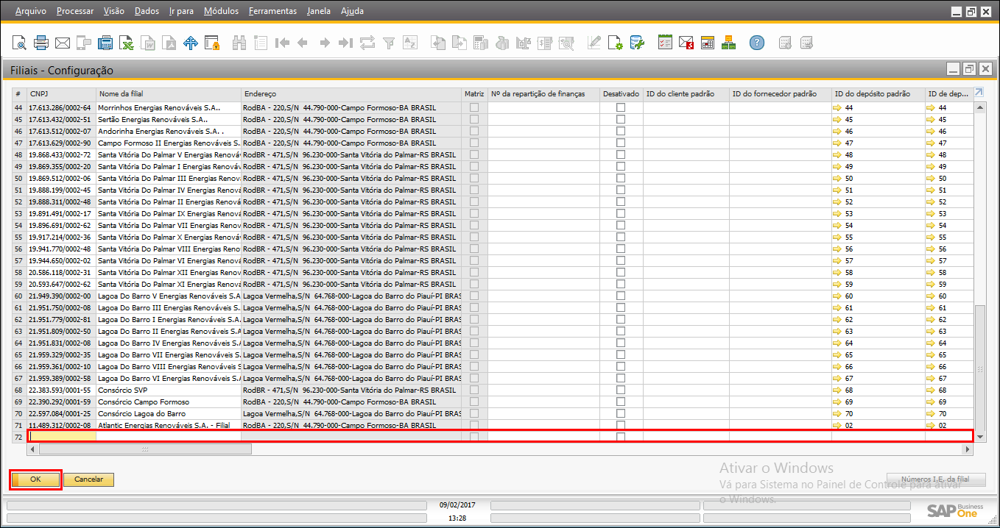 Arquivo Processar Visão Dados Ir para Módulos Ferramentas Janela Ajuda
Filiais - Configuração
# CNPJ Nome da filial Endereço Matriz Nº da repartição de finanças Desativado ID do cliente padrão ID do fornecedor padrão ID do depósito padrão ID de dep...
44 17.613.286/0002-64 Morrinhos Energias Renováveis S.A.. RodBA - 220,S/N 44.790-000-Campo Formoso-BA BRASIL 44 44
45 17.613.432/0002-51 Sertão Energias Renováveis S.A.. RodBA - 220,S/N 44.790-000-Campo Formoso-BA BRASIL 45 45
46 17.613.512/0002-07 Andorinha Energias Renováveis S.A. . RodBA - 220,S/N 44.790-000-Campo Formoso-BA BRASIL 46 46
47 17.613.629/0002-90 Campo Formoso II Energias Renováveis S. RodBA - 220,S/N 44.790-000-Campo Formoso-BA BRASIL 47 47
48 19.868.433/0002-72 Santa Vitória Do Palmar V Energias Renová RodBR - 471,S/N 96.230-000-Santa Vitória do Palmar-RS BRASIL 48 48
49 19.869.355/0002-20 Santa Vitória Do Palmar I Energias Renováv RodBR - 471,S/N 96.230-000-Santa Vitória do Palmar-RS BRASIL 49 49
50 19.869.512/0002-06 Santa Vitória Do Palmar III Energias Renov RodBR - 471,S/N 96.230-000-Santa Vitória do Palmar-RS BRASIL 50 50
51 19.888.199/0002-45 Santa Vitória Do Palmar IV Energias Renov RodBR - 471,S/N 96.230-000-Santa Vitória do Palmar-RS BRASIL 51 51
52 19.888.311/0002-48 Santa Vitória Do Palmar II Energias Renov RodBR - 471,S/N 96.230-000-Santa Vitória do Palmar-RS BRASIL 52 52
53 19.891.491/0002-17 Santa Vitória Do Palmar IX Energias Renov RodBR - 471,S/N 96.230-000-Santa Vitória do Palmar-RS BRASIL 53 53
54 19.896.691/0002-62 Santa Vitória Do Palmar VII Energias Renov RodBR - 471,S/N 96.230-000-Santa Vitória do Palmar-RS BRASIL 54 54
55 19.917.214/0002-36 Santa Vitória Do Palmar X Energias Renová RodBR - 471,S/N 96.230-000-Santa Vitória do Palmar-RS BRASIL 55 55
56 19.941.770/0002-48 Santa Vitória Do Palmar VIII Energias Reno RodBR - 471,S/N 96.230-000-Santa Vitória do Palmar-RS BRASIL 56 56
57 19.944.650/0002-02 Santa Vitória Do Palmar VI Energias Renov RodBR - 471,S/N 96.230-000-Santa Vitória do Palmar-RS BRASIL 57 57
58 20.586.118/0002-31 Santa Vitória Do Palmar XII Energias Renov RodBR - 471,S/N 96.230-000-Santa Vitória do Palmar-RS BRASIL 58 58
59 20.593.647/0002-62 Santa Vitória Do Palmar XI Energias Renov RodBR - 471,S/N 96.230-000-Santa Vitória do Palmar-RS BRASIL 59 59
60 21.949.390/0002-00 Lagoa Do Barro V Energias Renováveis S.A Lagoa Vermelha,S/N 64.768-000-Lagoa do Barro do Piauí-PI BRAS 60 60
61 21.951.750/0002-08 Lagoa Do Barro III Energias Renováveis S. Lagoa Vermelha,S/N 64.768-000-Lagoa do Barro do Piauí-PI BRAS 61 61
62 21.951.779/0002-81 Lagoa Do Barro I Energias Renováveis S.A. Lagoa Vermelha,S/N 64.768-000-Lagoa do Barro do Piauí-PI BRAS 62 62
63 21.951.809/0002-50 Lagoa Do Barro II Energias Renováveis S.A Lagoa Vermelha,S/N 64.768-000-Lagoa do Barro do Piauí-PI BRAS 63 63
64 21.951.831/0002-08 Lagoa Do Barro IV Energias Renováveis S.A Lagoa Vermelha,S/N 64.768-000-Lagoa do Barro do Piauí-PI BRAS 64 64
65 21.959.329/0002-35 Lagoa Do Barro VII Energias Renováveis S. Lagoa Vermelha,S/N 64.768-000-Lagoa do Barro do Piauí-PI BRAS 65 65
66 21.959.361/0002-10 Lagoa Do Barro VIII Energias Renováveis S Lagoa Vermelha,S/N 64.768-000-Lagoa do Barro do Piauí-PI BRAS 66 66
67 21.959.389/0002-58 Lagoa Do Barro VI Energias Renováveis S.A Lagoa Vermelha,S/N 64.768-000-Lagoa do Barro do Piauí-PI BRAS 67 67
68 22.383.593/0001-55 Consórcio SVP RodBR - 471,S/N 96.230-000-Santa Vitória do Palmar-RS BRASIL 68 68
69 22.390.292/0001-59 Consórcio Campo Formoso RodBA - 220,S/N 44.790-000-Campo Formoso-BA BRASIL 69 69
70 22.597.084/0001-25 Consórcio Lagoa do Barro Lagoa Vermelha,S/N 64.768-000-Lagoa do Barro do Piauí-PI BRAS 70 70
71 11.489.312/0002-08 Atlantic Energias Renováveis S.A. - Filial RodBA - 220,S/N 44.790-000-Campo Formoso-BA BRASIL 02 02
72
OK Cancelar Números I.E. da filial
Ativar o Windows
Vá para Sistema no Painel de Controle para ativar
o Windows.
09/02/2017
13:28
SAP Business One